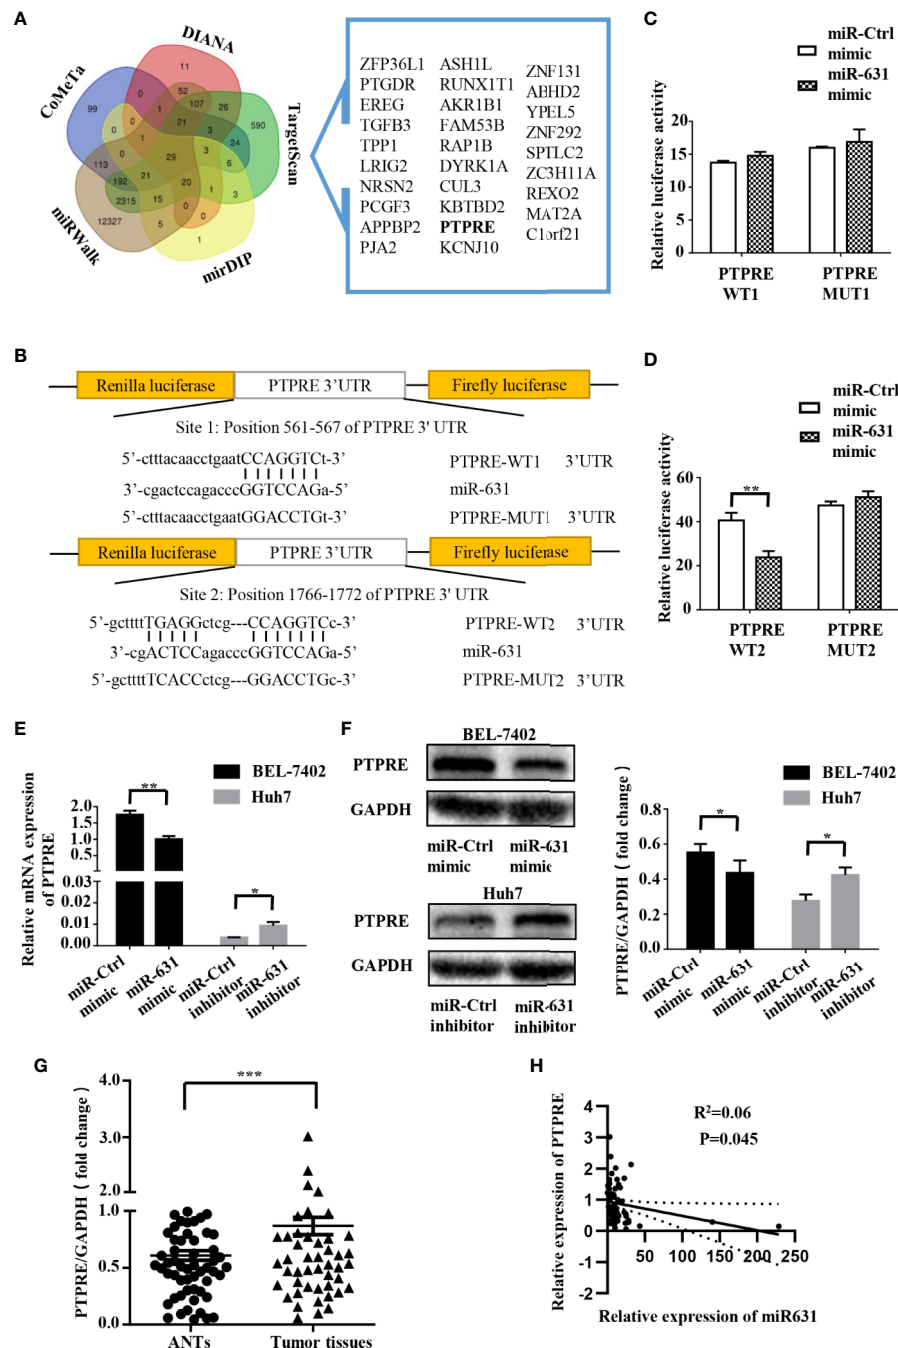 A
DIANA
CoMeTa
TargetScan
miRWalk
mirDIP
11
99
52
107
26
590
0
1
21
3
24
0
0
1
3
6
0
29
113
192
21
20
1
3
2315
15
0
0
12327
5
1
ZFP36L1
PTGDR
EREG
TGFB3
TPP1
LRIG2
NRSN2
PCGF3
APPBP2
PJA2
ASH1L
RUNX1T1
AKR1B1
FAM53B
RAP1B
DYRK1A
CUL3
KBTBD2
PTPRE
KCNJ10
ZNF131
ABHD2
YPEL5
ZNF292
SPTLC2
ZC3H11A
REXO2
MAT2A
C1orf21
B
Renilla luciferase PTPRE 3'UTR Firefly luciferase
Site 1: Position 561-567 of PTPRE 3' UTR
5'-ctttacaacctgaatCCAGGTCt-3' PTPRE-WT1 3'UTR
3'-cgactccagacccGGTCCAGa-5' miR-631
5'-ctttacaacctgaatGGACCTGt-3' PTPRE-MUT1 3'UTR
Renilla luciferase PTPRE 3'UTR Firefly luciferase
Site 2: Position 1766-1772 of PTPRE 3' UTR
5'-gcttttTGAGGctcg---CCAGGTCc-3' PTPRE-WT2 3'UTR
3'-cgACTCCagacccGGTCCAGa-5' miR-631
5'-gcttttTCACCctcg---GGACCTGc-3' PTPRE-MUT2 3'UTR
C
miR-Ctrl
mimic
miR-631
mimic
Relative luciferase activity
20
15
10
5
0
PTPRE
WT1
PTPRE
MUT1
D
miR-Ctrl
mimic
miR-631
mimic
Relative luciferase activity
60
40
20
0
**
PTPRE
WT2
PTPRE
MUT2
E
BEL-7402
Huh7
Relative mRNA expression
of PTPRE
2.0
1.5
1.0
0.5
0.03
0.02
0.01
0.00
**
*
miR-Ctrl
mimic
miR-631
mimic
miR-Ctrl
inhibitor
miR-631
inhibitor
F
BEL-7402
PTPRE
GAPDH
miR-Ctrl
mimic
miR-631
mimic
Huh7
PTPRE
GAPDH
miR-Ctrl
inhibitor
miR-631
inhibitor
BEL-7402
Huh7
PTPRE/GAPDH ( fold change )
0.8
0.6
0.4
0.2
0.0
*
*
miR-Ctrl
mimic
miR-631
mimic
miR-Ctrl
inhibitor
miR-631
inhibitor
G
PTPRE/GAPDH ( fold change )
4.0
3.0
2.0
1.0
0.5
0.0
***
ANTs
Tumor tissues
H
Relative expression of PTPRE
4
3
2
1
0
-1
-2
R²=0.06
P=0.045
50
100
150
200
250
Relative expression of miR631